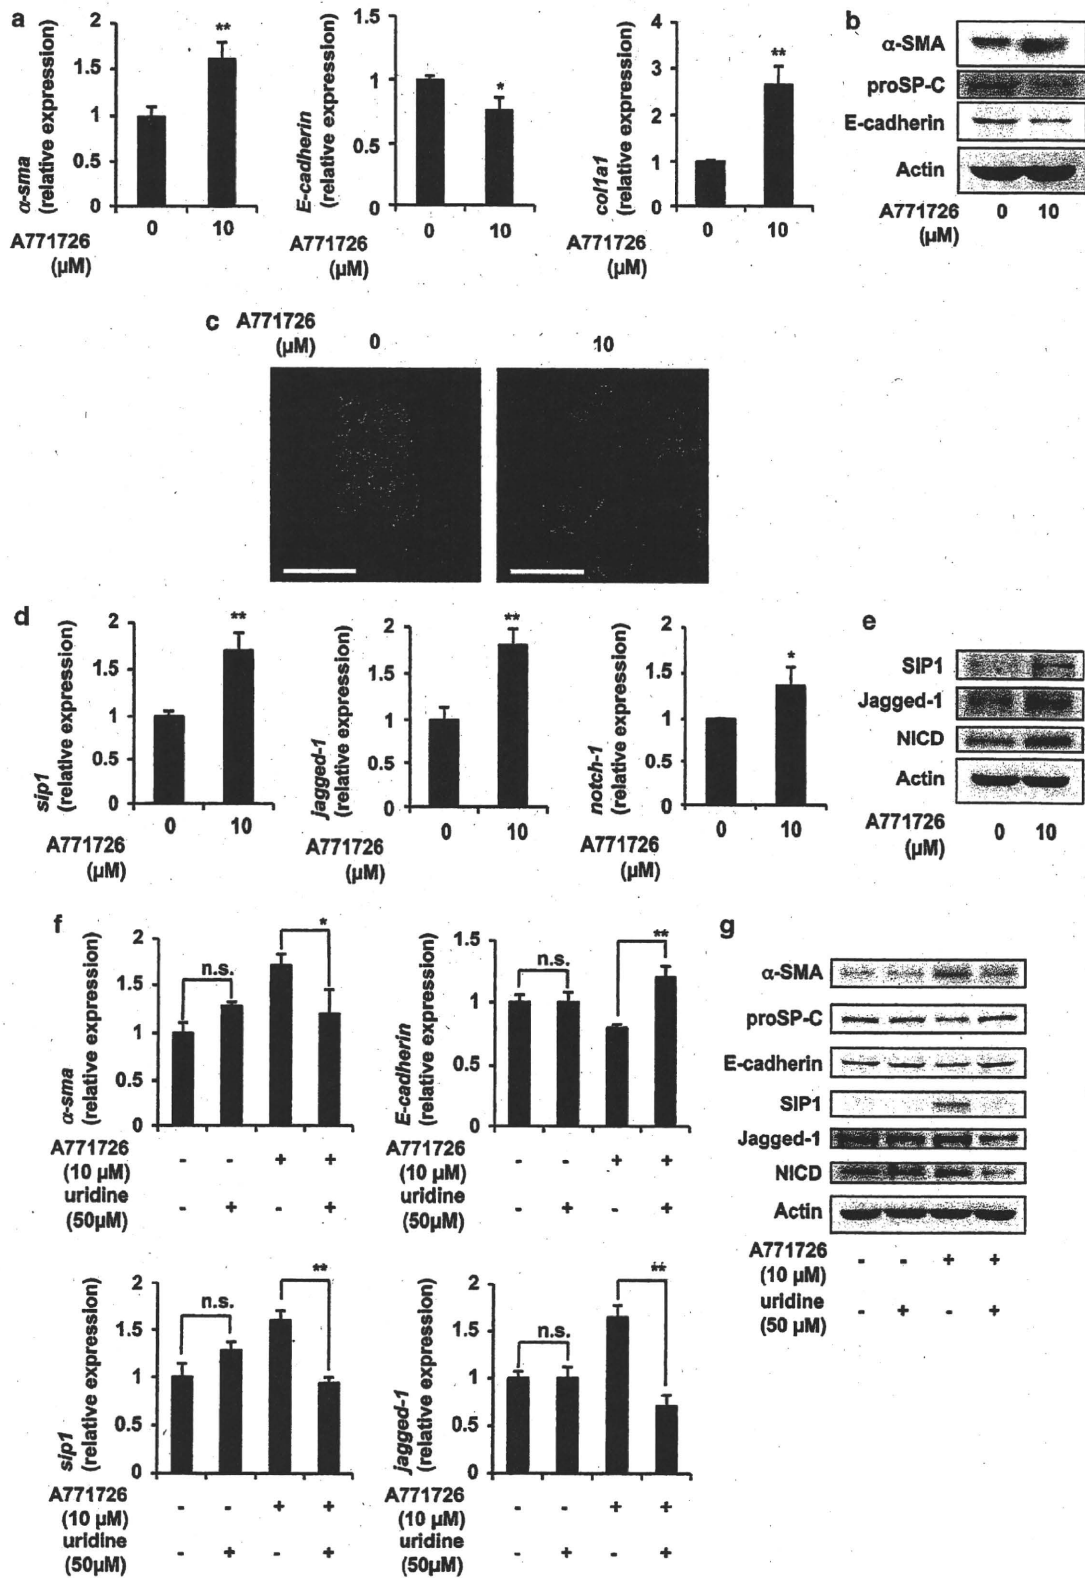 a
α-sma
(relative expression)
2
1.5
1
0.5
0
**
0 10
A771726
(µM)
E-cadherin
(relative expression)
1.5
1
0.5
0
*
0 10
A771726
(µM)
col1a1
(relative expression)
4
3
2
1
0
**
0 10
A771726
(µM)
b
α-SMA
proSP-C
E-cadherin
Actin
A771726
(µM)
0 10
c
A771726
(µM)
0 10
d
sip1
(relative expression)
2
1.5
1
0.5
0
**
0 10
A771726
(µM)
jagged-1
(relative expression)
2
1.5
1
0.5
0
**
0 10
A771726
(µM)
notch-1
(relative expression)
2
1.5
1
0.5
0
*
0 10
A771726
(µM)
e
SIP1
Jagged-1
NICD
Actin
A771726
(µM)
0 10
f
α-sma
(relative expression)
2
1.5
1
0.5
0
n.s.
*
A771726
(10 µM)
- - + +
uridine
(50µM)
- + - +
E-cadherin
(relative expression)
1.5
1
0.5
0
n.s.
**
A771726
(10 µM)
- - + +
uridine
(50µM)
- + - +
g
α-SMA
proSP-C
E-cadherin
SIP1
Jagged-1
NICD
Actin
A771726
(10 µM)
- - + +
uridine
(50 µM)
- + - +
sip1
(relative expression)
2
1.5
1
0.5
0
n.s.
**
A771726
(10 µM)
- - + +
uridine
(50µM)
- + - +
jagged-1
(relative expression)
2
1.5
1
0.5
0
n.s.
**
A771726
(10 µM)
- - + +
uridine
(50µM)
- + - +